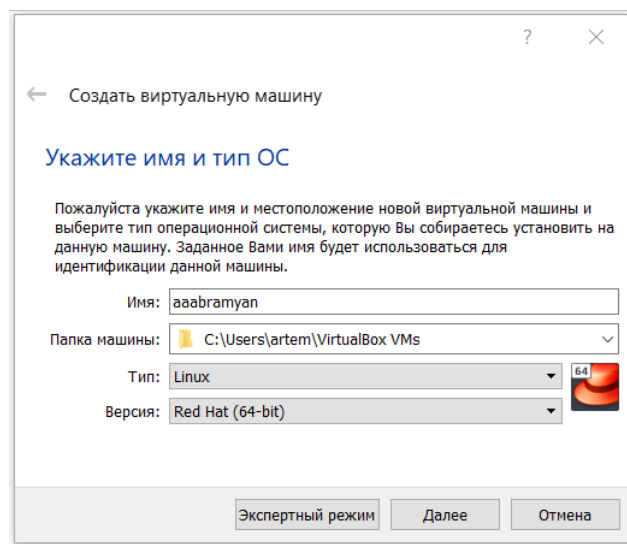 ?
Создать виртуальную машину
Укажите имя и тип ОС
Пожалуйста укажите имя и местоположение новой виртуальной машины и
выберите тип операционной системы, которую Вы собираетесь установить на
данную машину. Заданное Вами имя будет использоваться для
идентификации данной машины.
Имя: aaabramyan
Папка машины: C:\Users\artem\VirtualBox VMs
Тип: Linux
64
Версия: Red Hat (64-bit)
Экспертный режим Далее Отмена